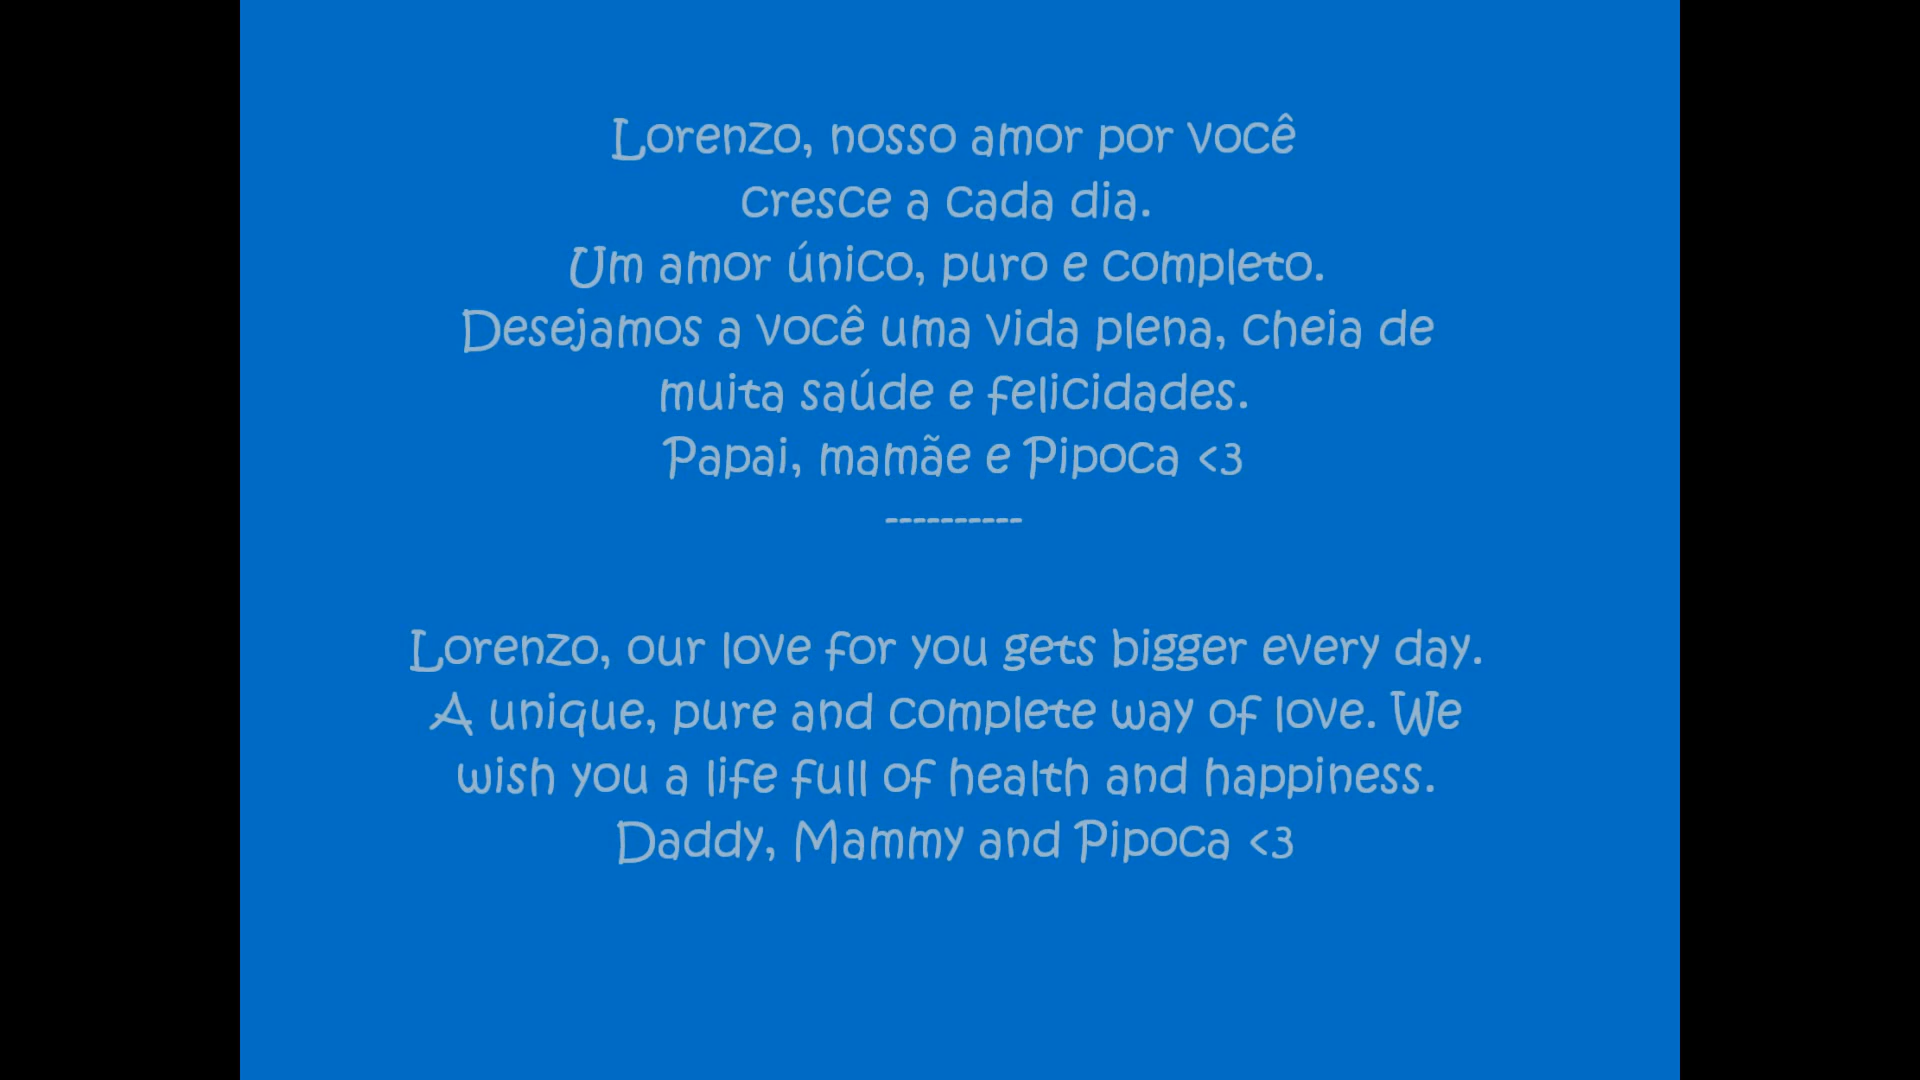 Lorenzo, nosso amor por você
cresce a cada dia.
Um amor único, puro e completo.
Desejamos a você uma vida plena, cheia de
muita saúde e felicidades.
Papai, mamãe e Pipoca <3
----------
Lorenzo, our love for you gets bigger every day.
A unique, pure and complete way of love. We
wish you a life full of health and happiness.
Daddy, Mammy and Pipoca <3